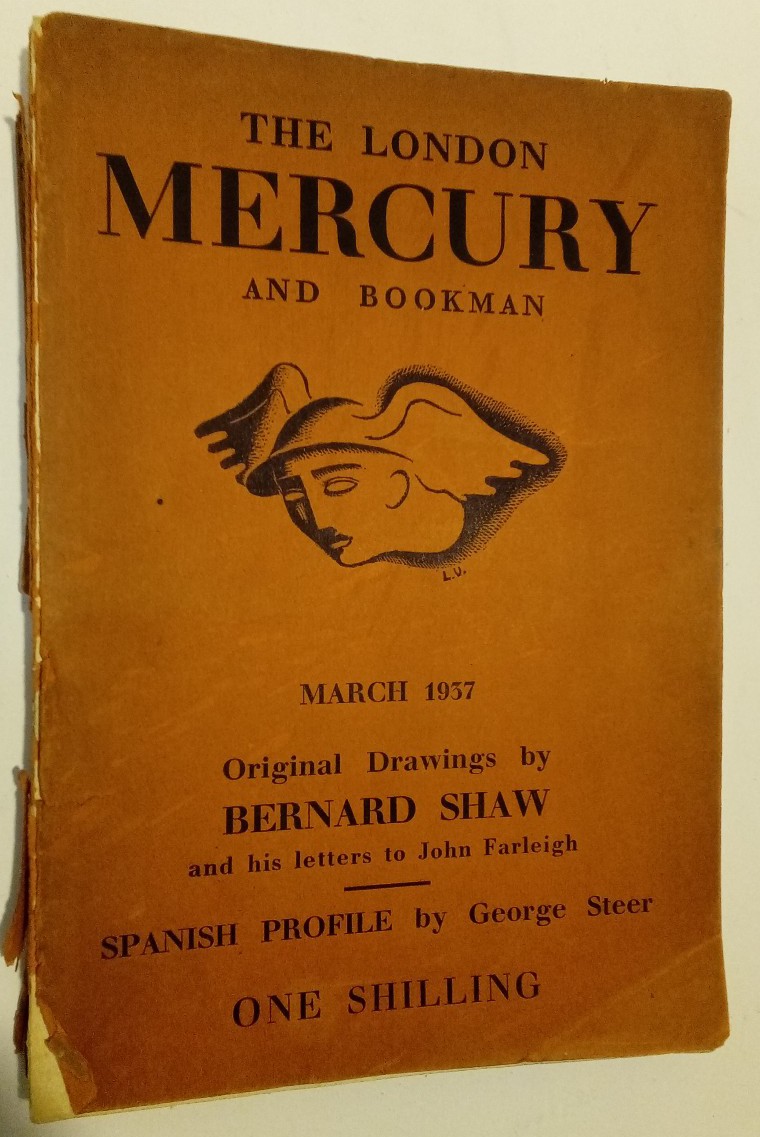 THE LONDON
MERCURY
AND BOOKMAN
L.U.
MARCH 1937
Original Drawings by
BERNARD SHAW
and his letters to John Farleigh
SPANISH PROFILE by George Steer
ONE SHILLING